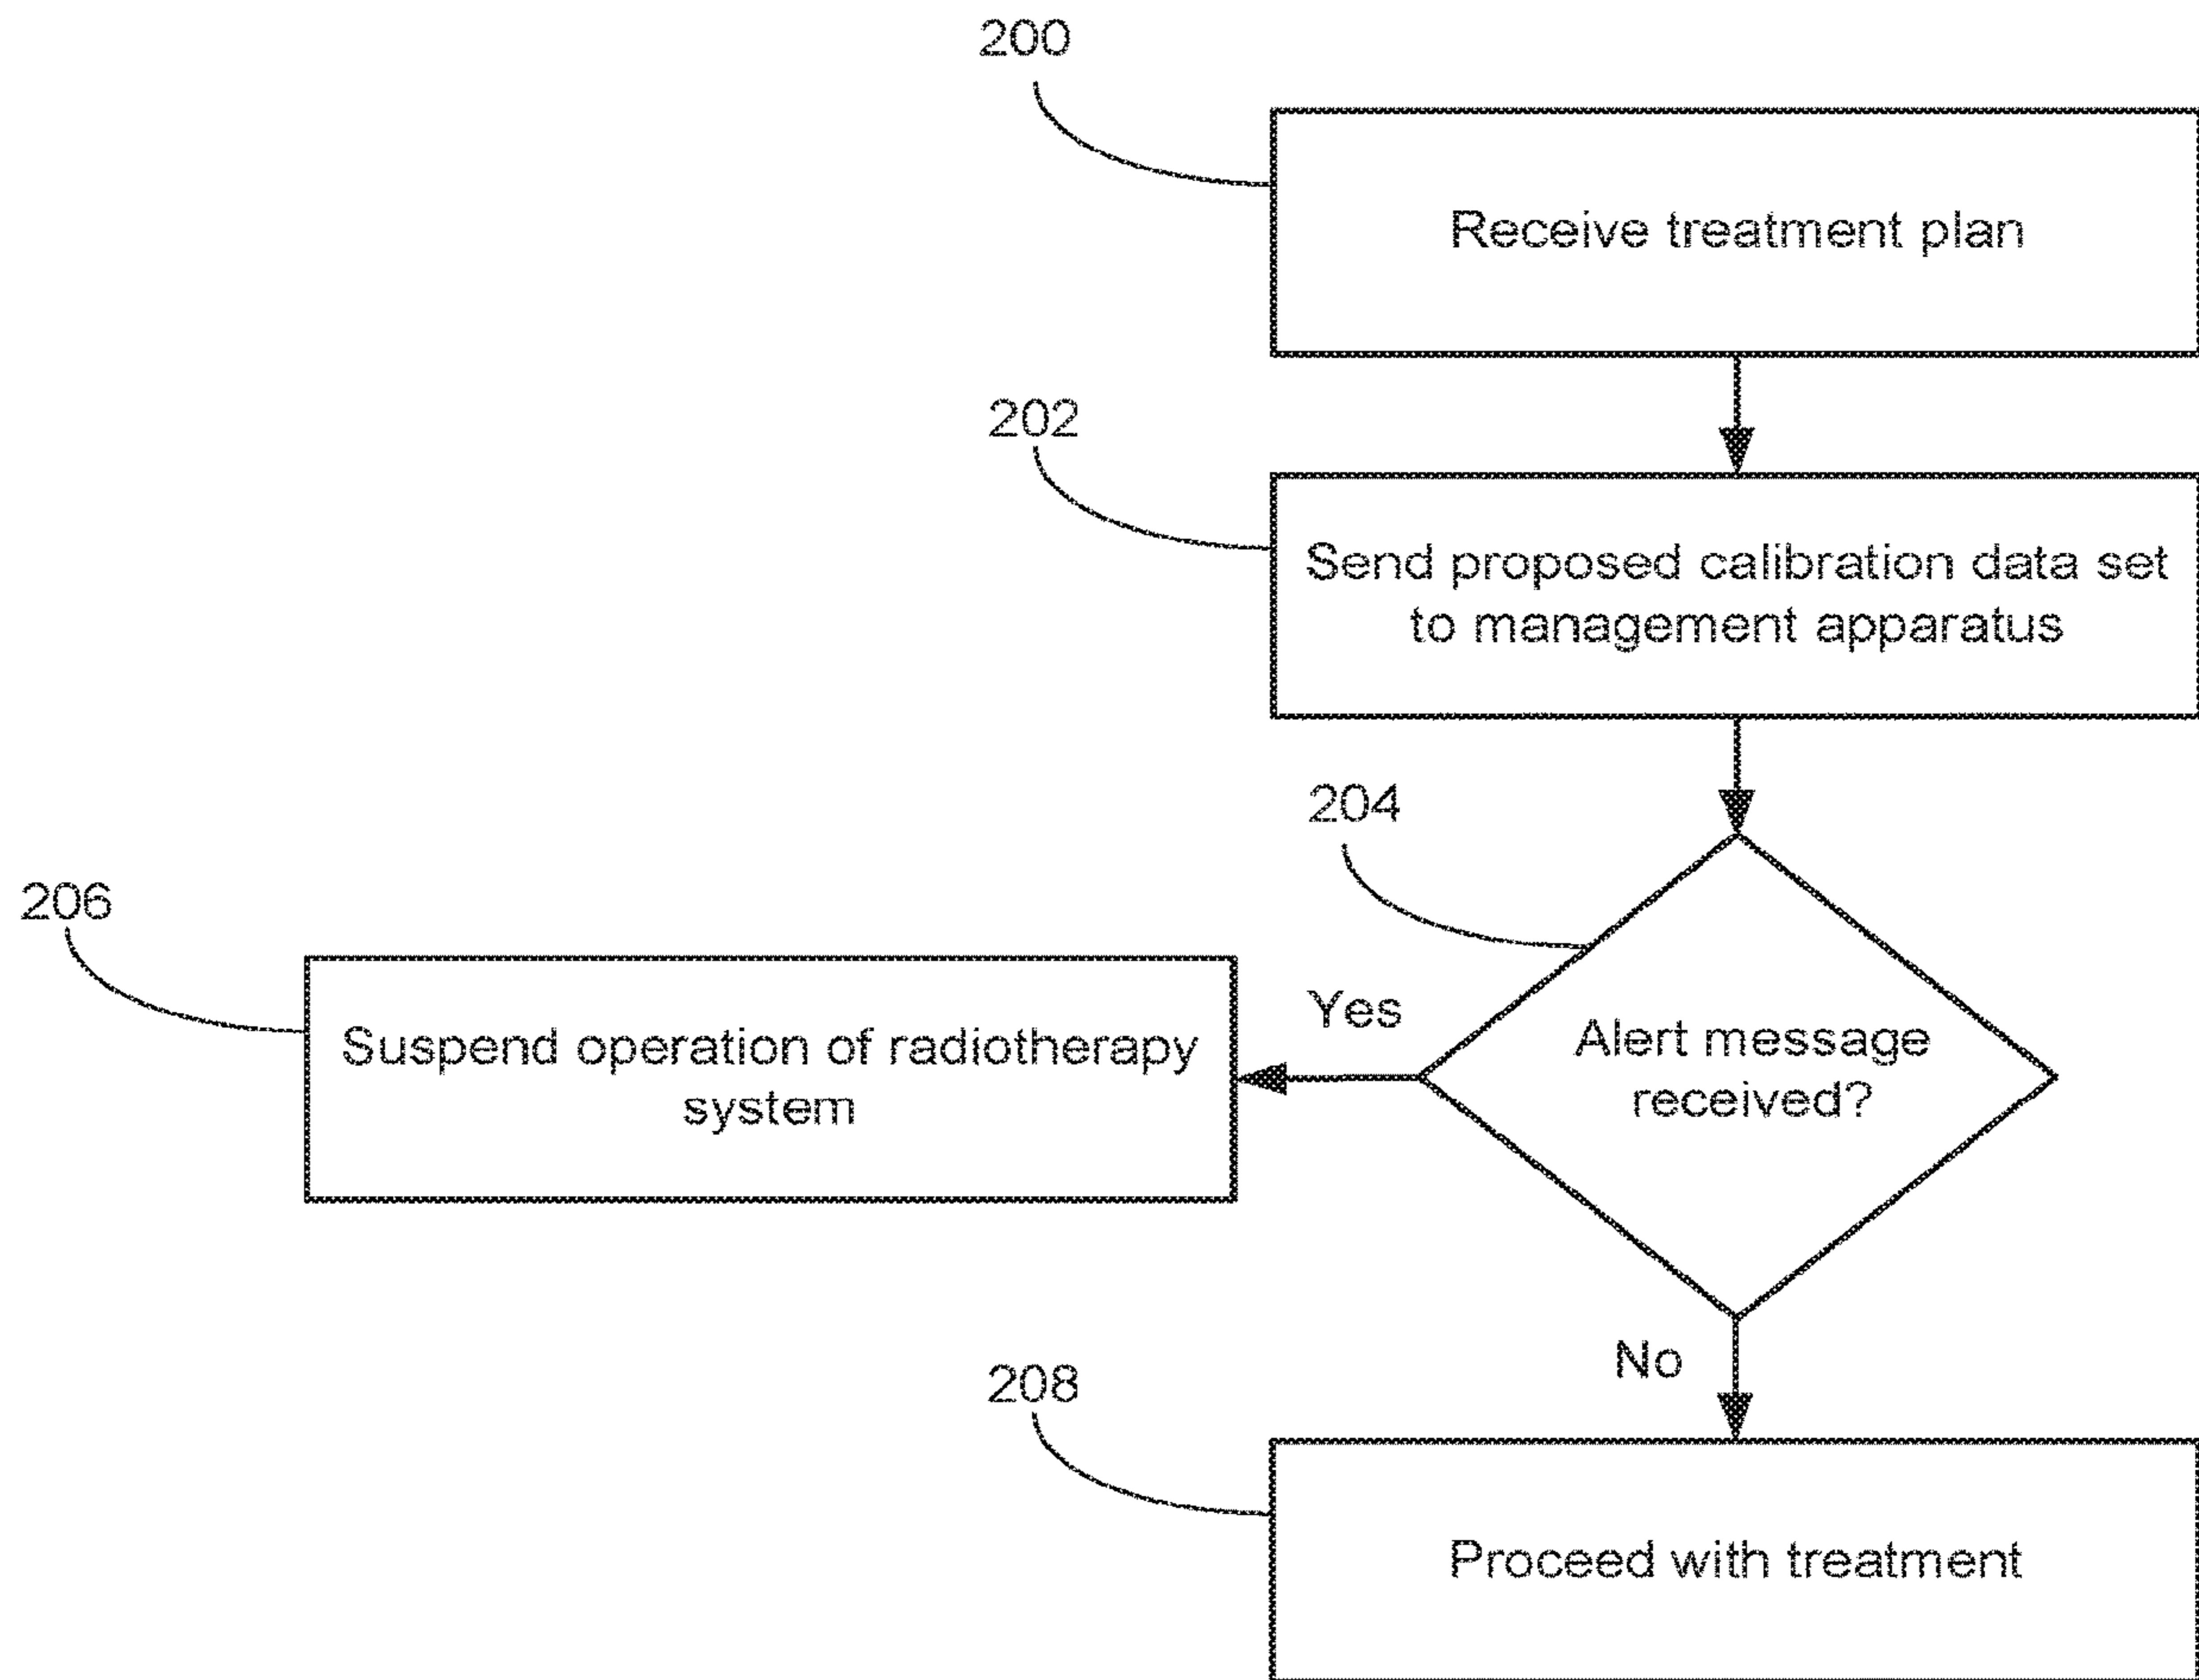 200
Receive treatment plan
202
Send proposed calibration data set
to management apparatus
204
Alert message
received?
Yes
206
Suspend operation of radiotherapy
system
No
208
Proceed with treatment